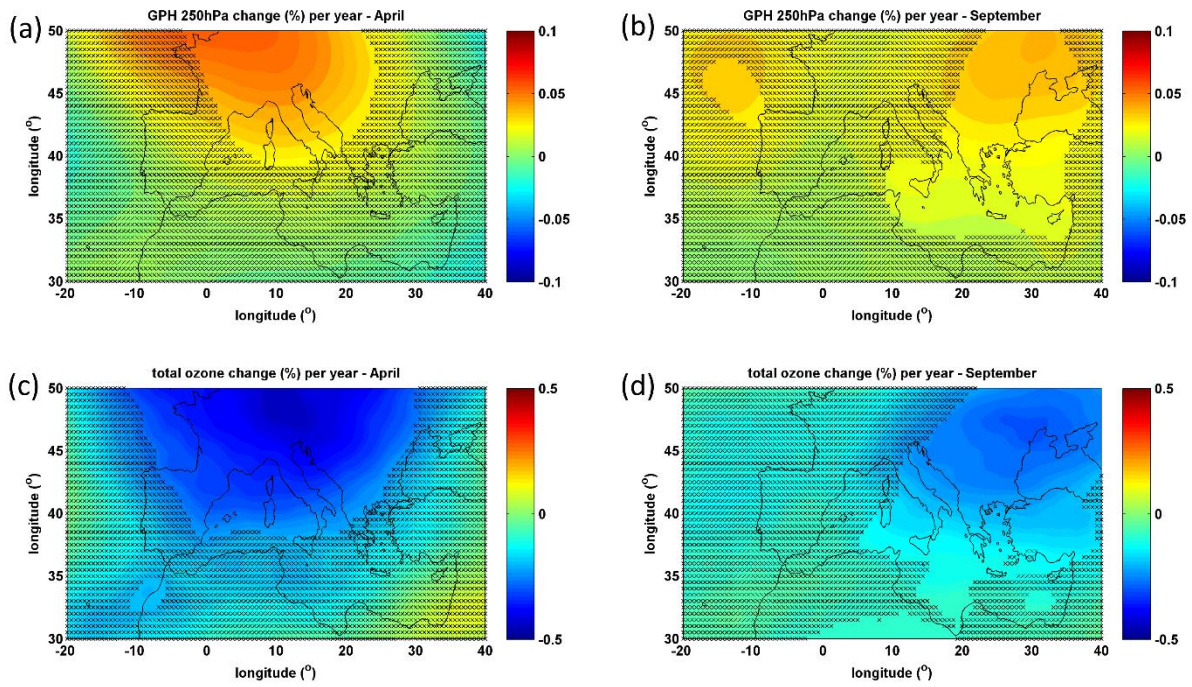 (a)
GPH 250hPa change (%) per year - April
50
45
40
35
30
longitude (°)
-20 -10 0 10 20 30 40
longitude (°)
0.1
0.05
0
-0.05
-0.1
(b)
GPH 250hPa change (%) per year - September
50
45
40
35
30
longitude (°)
-20 -10 0 10 20 30 40
longitude (°)
0.1
0.05
0
-0.05
-0.1
(c)
total ozone change (%) per year - April
50
45
40
35
30
longitude (°)
-20 -10 0 10 20 30 40
longitude (°)
0.5
0
-0.5
(d)
total ozone change (%) per year - September
50
45
40
35
30
longitude (°)
-20 -10 0 10 20 30 40
longitude (°)
0.5
0
-0.5